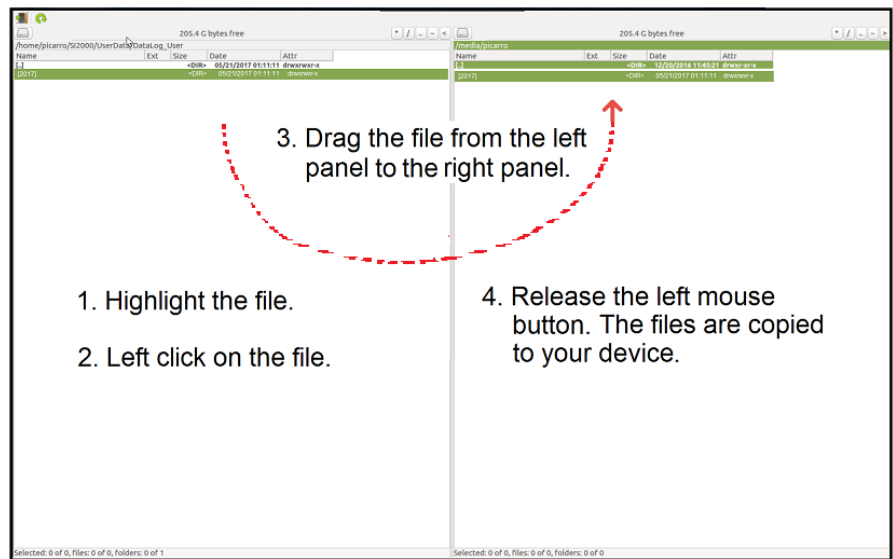 205.4 G bytes free
* / .. ~ <
/home/picarro/SI2000/UserData/DataLog_User
Name Ext Size Date Attr
[..] <DIR> 05/21/2017 01:11:11 drwxrwxr-x
[2017] <DIR> 05/21/2017 01:11:11 drwxrwxr-x
205.4 G bytes free
* / .. ~ >
/media/picarro
Name Ext Size Date Attr
[..] <DIR> 12/20/2016 11:45:21 drwxr-xr-x
[2017] <DIR> 05/21/2017 01:11:11 drwxrwxr-x
3. Drag the file from the left
panel to the right panel.
1. Highlight the file.
2. Left click on the file.
4. Release the left mouse
button. The files are copied
to your device.
Selected: 0 of 0, files: 0 of 0, folders: 0 of 1
Selected: 0 of 0, files: 0 of 0, folders: 0 of 0